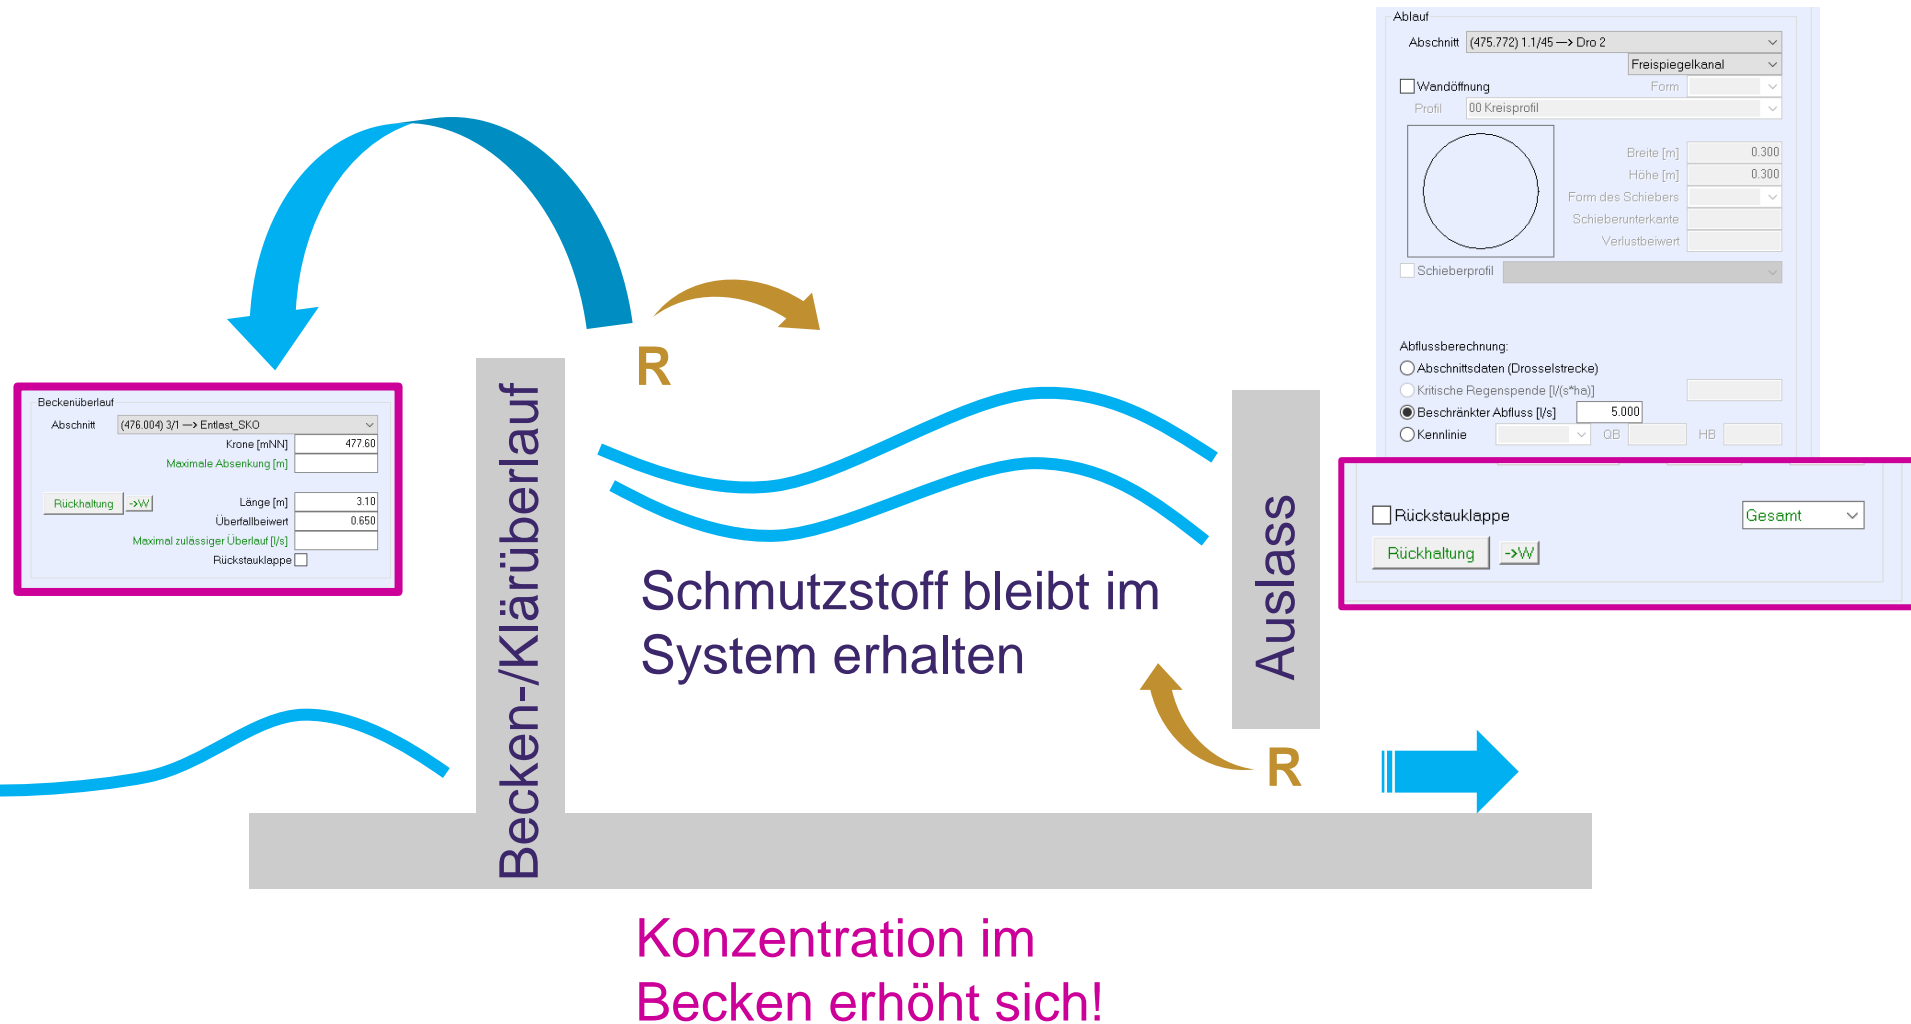 Ablauf
Abschnitt (475.772) 1.1/45 —> Dro 2
Freispiegelkanal
Wandöffnung Form
Profil 00 Kreisprofil
Breite [m] 0.300
Höhe [m] 0.300
Form des Schiebers
Schieberunterkante
Verlustbeiwert
Schieberprofil
Abflussberechnung:
Abschnittsdaten (Drosselstrecke)
Kritische Regenspende [l/(s*ha)]
Beschränkter Abfluss [l/s] 5.000
Kennlinie QB HB
Rückstauklappe Gesamt
Rückhaltung ->W
Beckenüberlauf
Abschnitt (476.004) 3/1 —> Entlast_SKO
Krone [mNN] 477.60
Maximale Absenkung [m]
Rückhaltung ->W Länge [m] 3.10
Überfallbeiwert 0.650
Maximal zulässiger Überlauf [l/s]
Rückstauklappe
R
Becken-/Klärüberlauf
Schmutzstoff bleibt im
System erhalten
Auslass
R
Konzentration im
Becken erhöht sich!